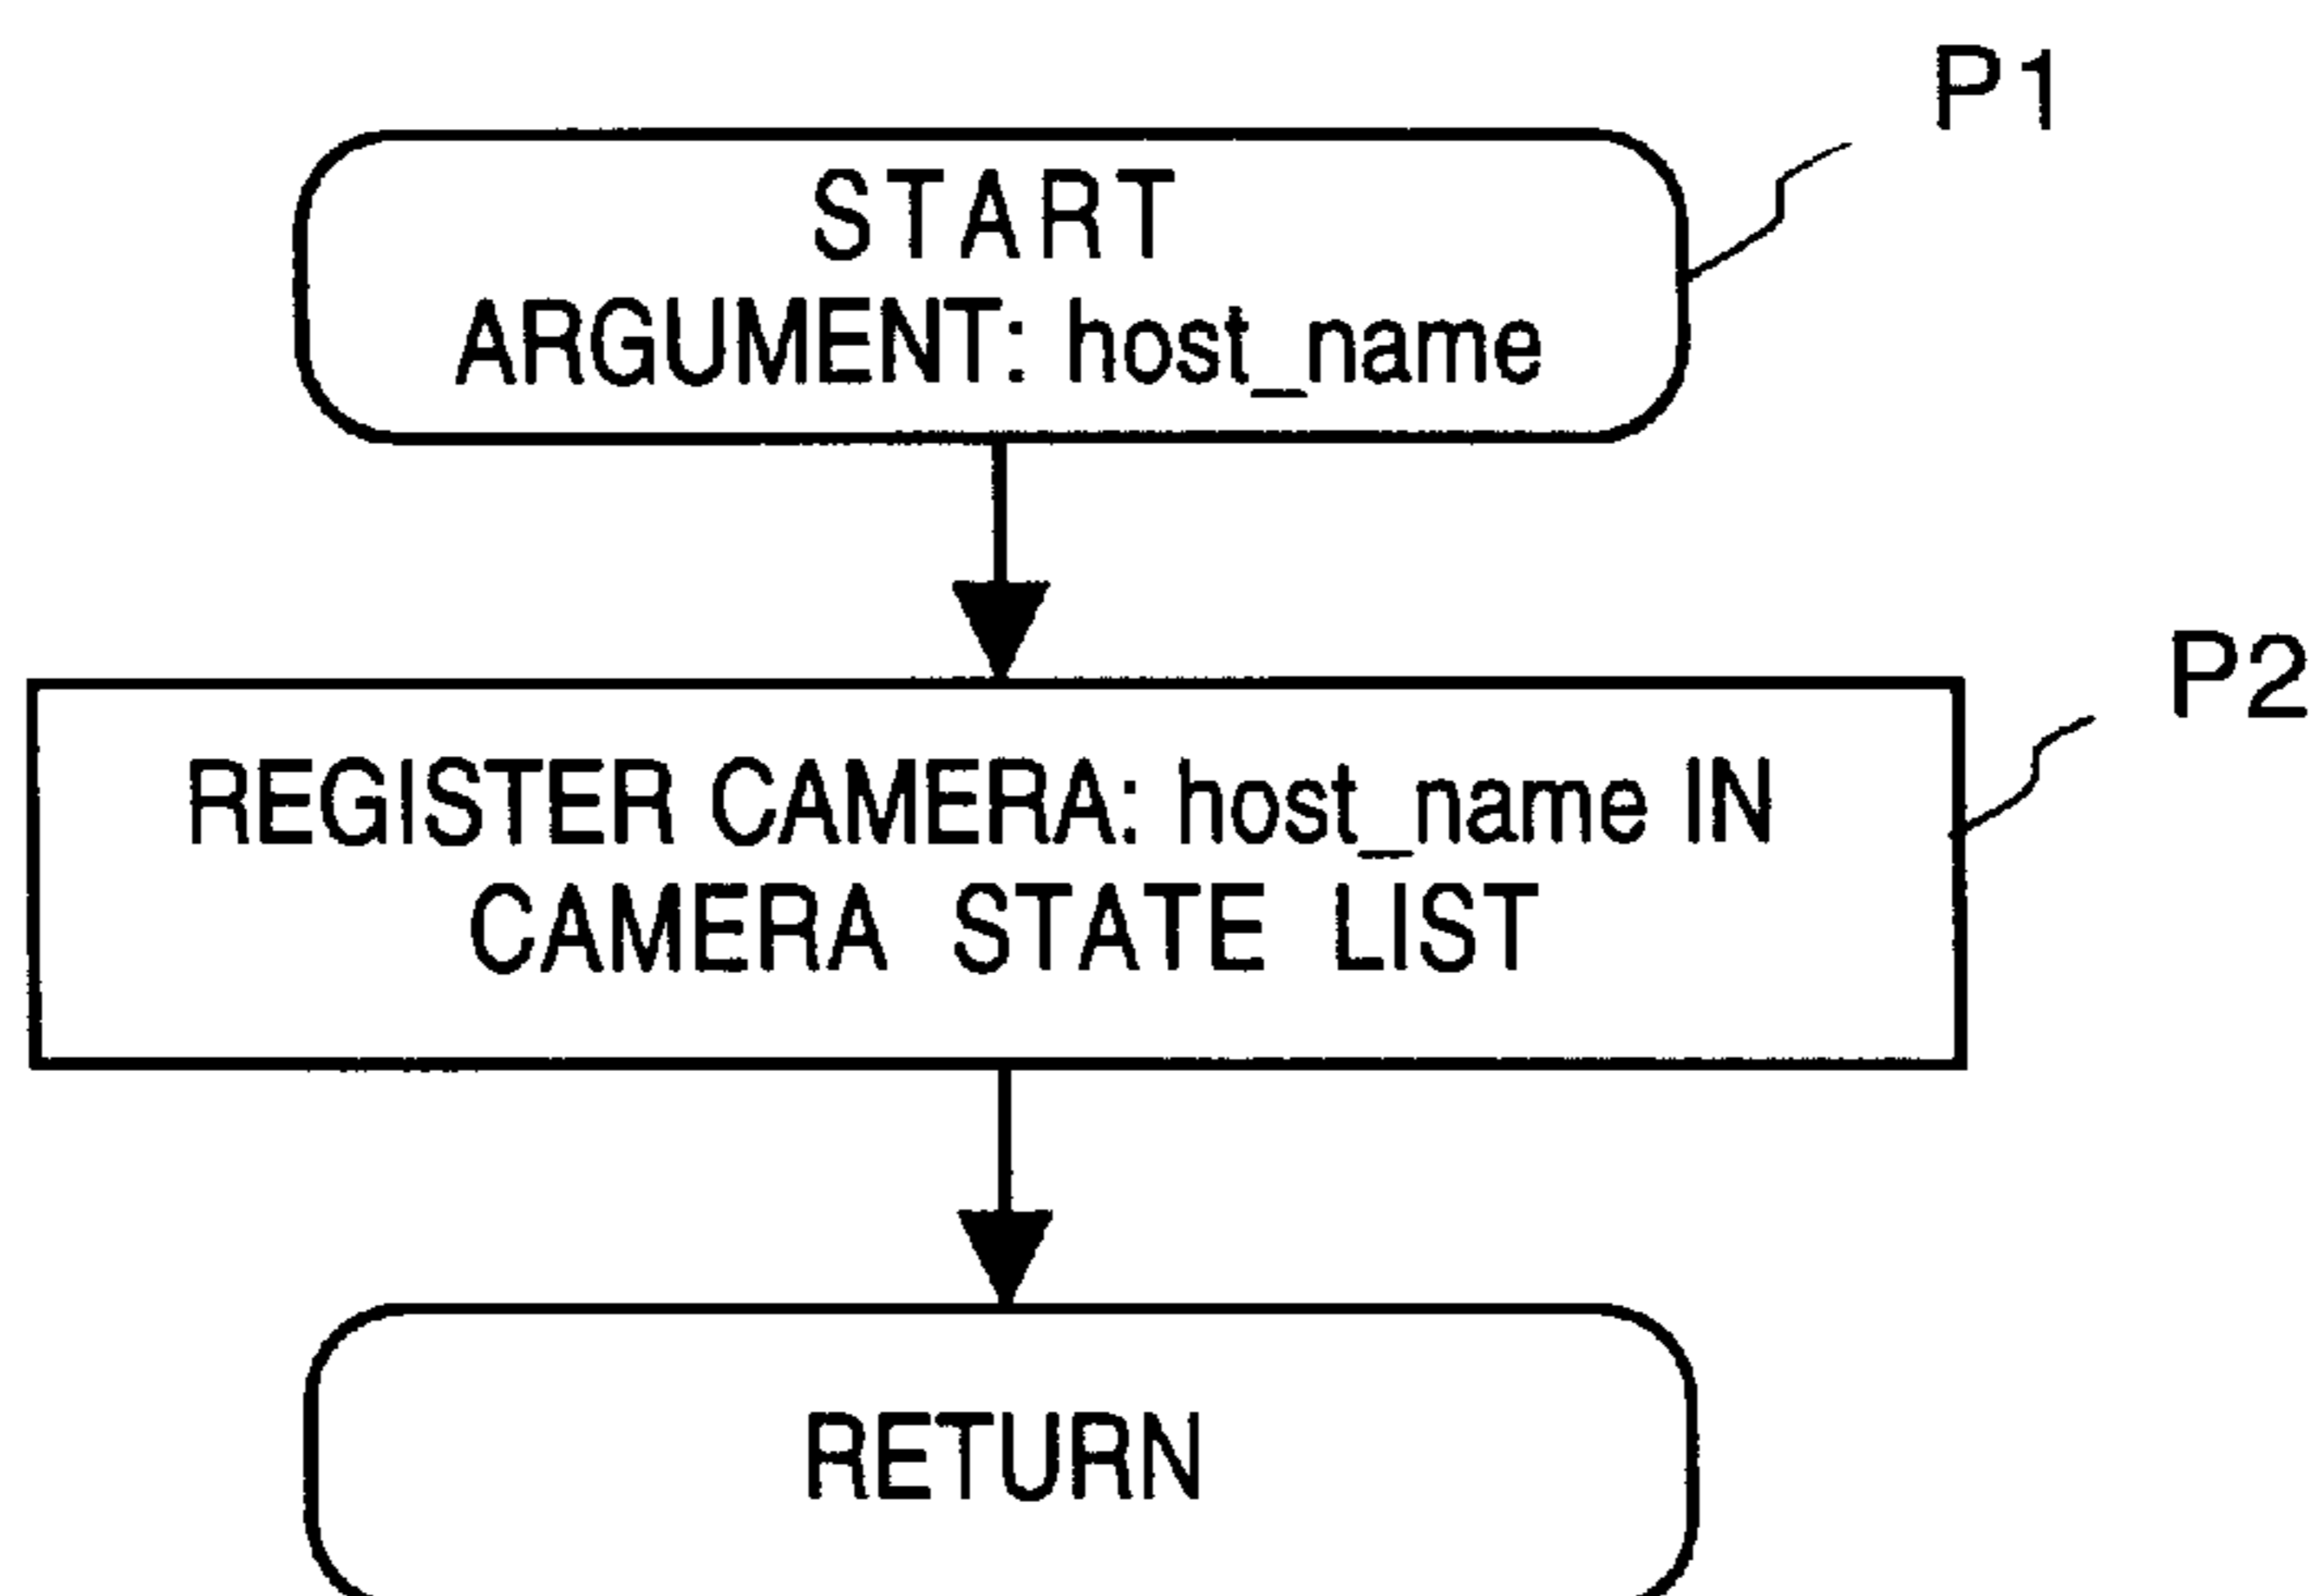 P1
START
ARGUMENT: host_name
P2
REGISTER CAMERA: host_name IN
CAMERA STATE LIST
RETURN